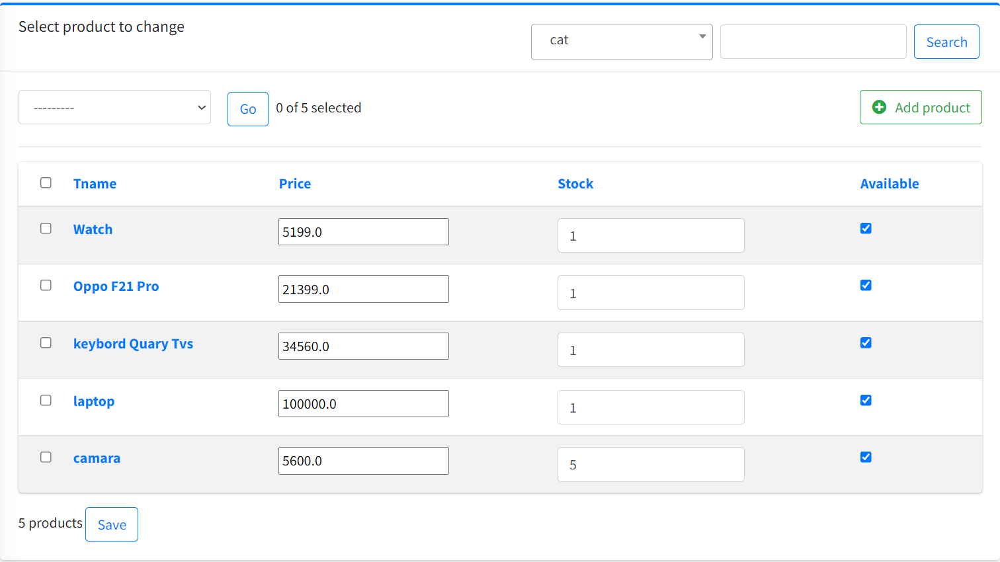 Select product to change
cat
Search
---------
Go
0 of 5 selected
Add product
Tname Price Stock Available
Watch 5199.0 1
Oppo F21 Pro 21399.0 1
keybord Quary Tvs 34560.0 1
laptop 100000.0 1
camara 5600.0 5
5 products Save